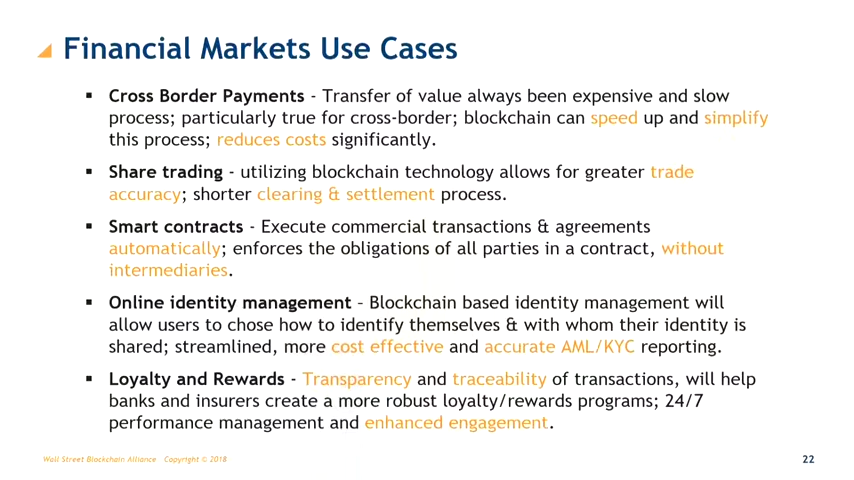 Financial Markets Use Cases
▪ Cross Border Payments - Transfer of value always been expensive and slow
process; particularly true for cross-border; blockchain can speed up and simplify
this process; reduces costs significantly.
▪ Share trading - utilizing blockchain technology allows for greater trade
accuracy; shorter clearing & settlement process.
▪ Smart contracts - Execute commercial transactions & agreements
automatically; enforces the obligations of all parties in a contract, without
intermediaries.
▪ Online identity management – Blockchain based identity management will
allow users to chose how to identify themselves & with whom their identity is
shared; streamlined, more cost effective and accurate AML/KYC reporting.
▪ Loyalty and Rewards - Transparency and traceability of transactions, will help
banks and insurers create a more robust loyalty/rewards programs; 24/7
performance management and enhanced engagement.
Wall Street Blockchain Alliance Copyright © 2018
22